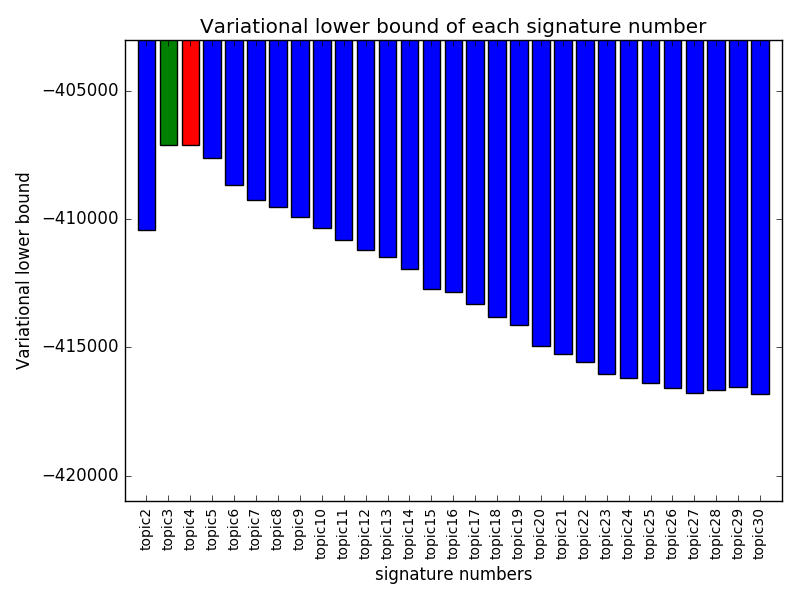 Variational lower bound of each signature number
−405000
−410000
−415000
−420000
Variational lower bound
topic2
topic3
topic4
topic5
topic6
topic7
topic8
topic9
topic10
topic11
topic12
topic13
topic14
topic15
topic16
topic17
topic18
topic19
topic20
topic21
topic22
topic23
topic24
topic25
topic26
topic27
topic28
topic29
topic30
signature numbers